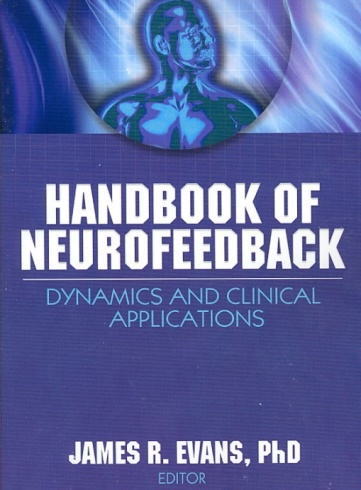 HANDBOOK OF
NEUROFEEDBACK
DYNAMICS AND CLINICAL
APPLICATIONS
JAMES R. EVANS, PhD
EDITOR